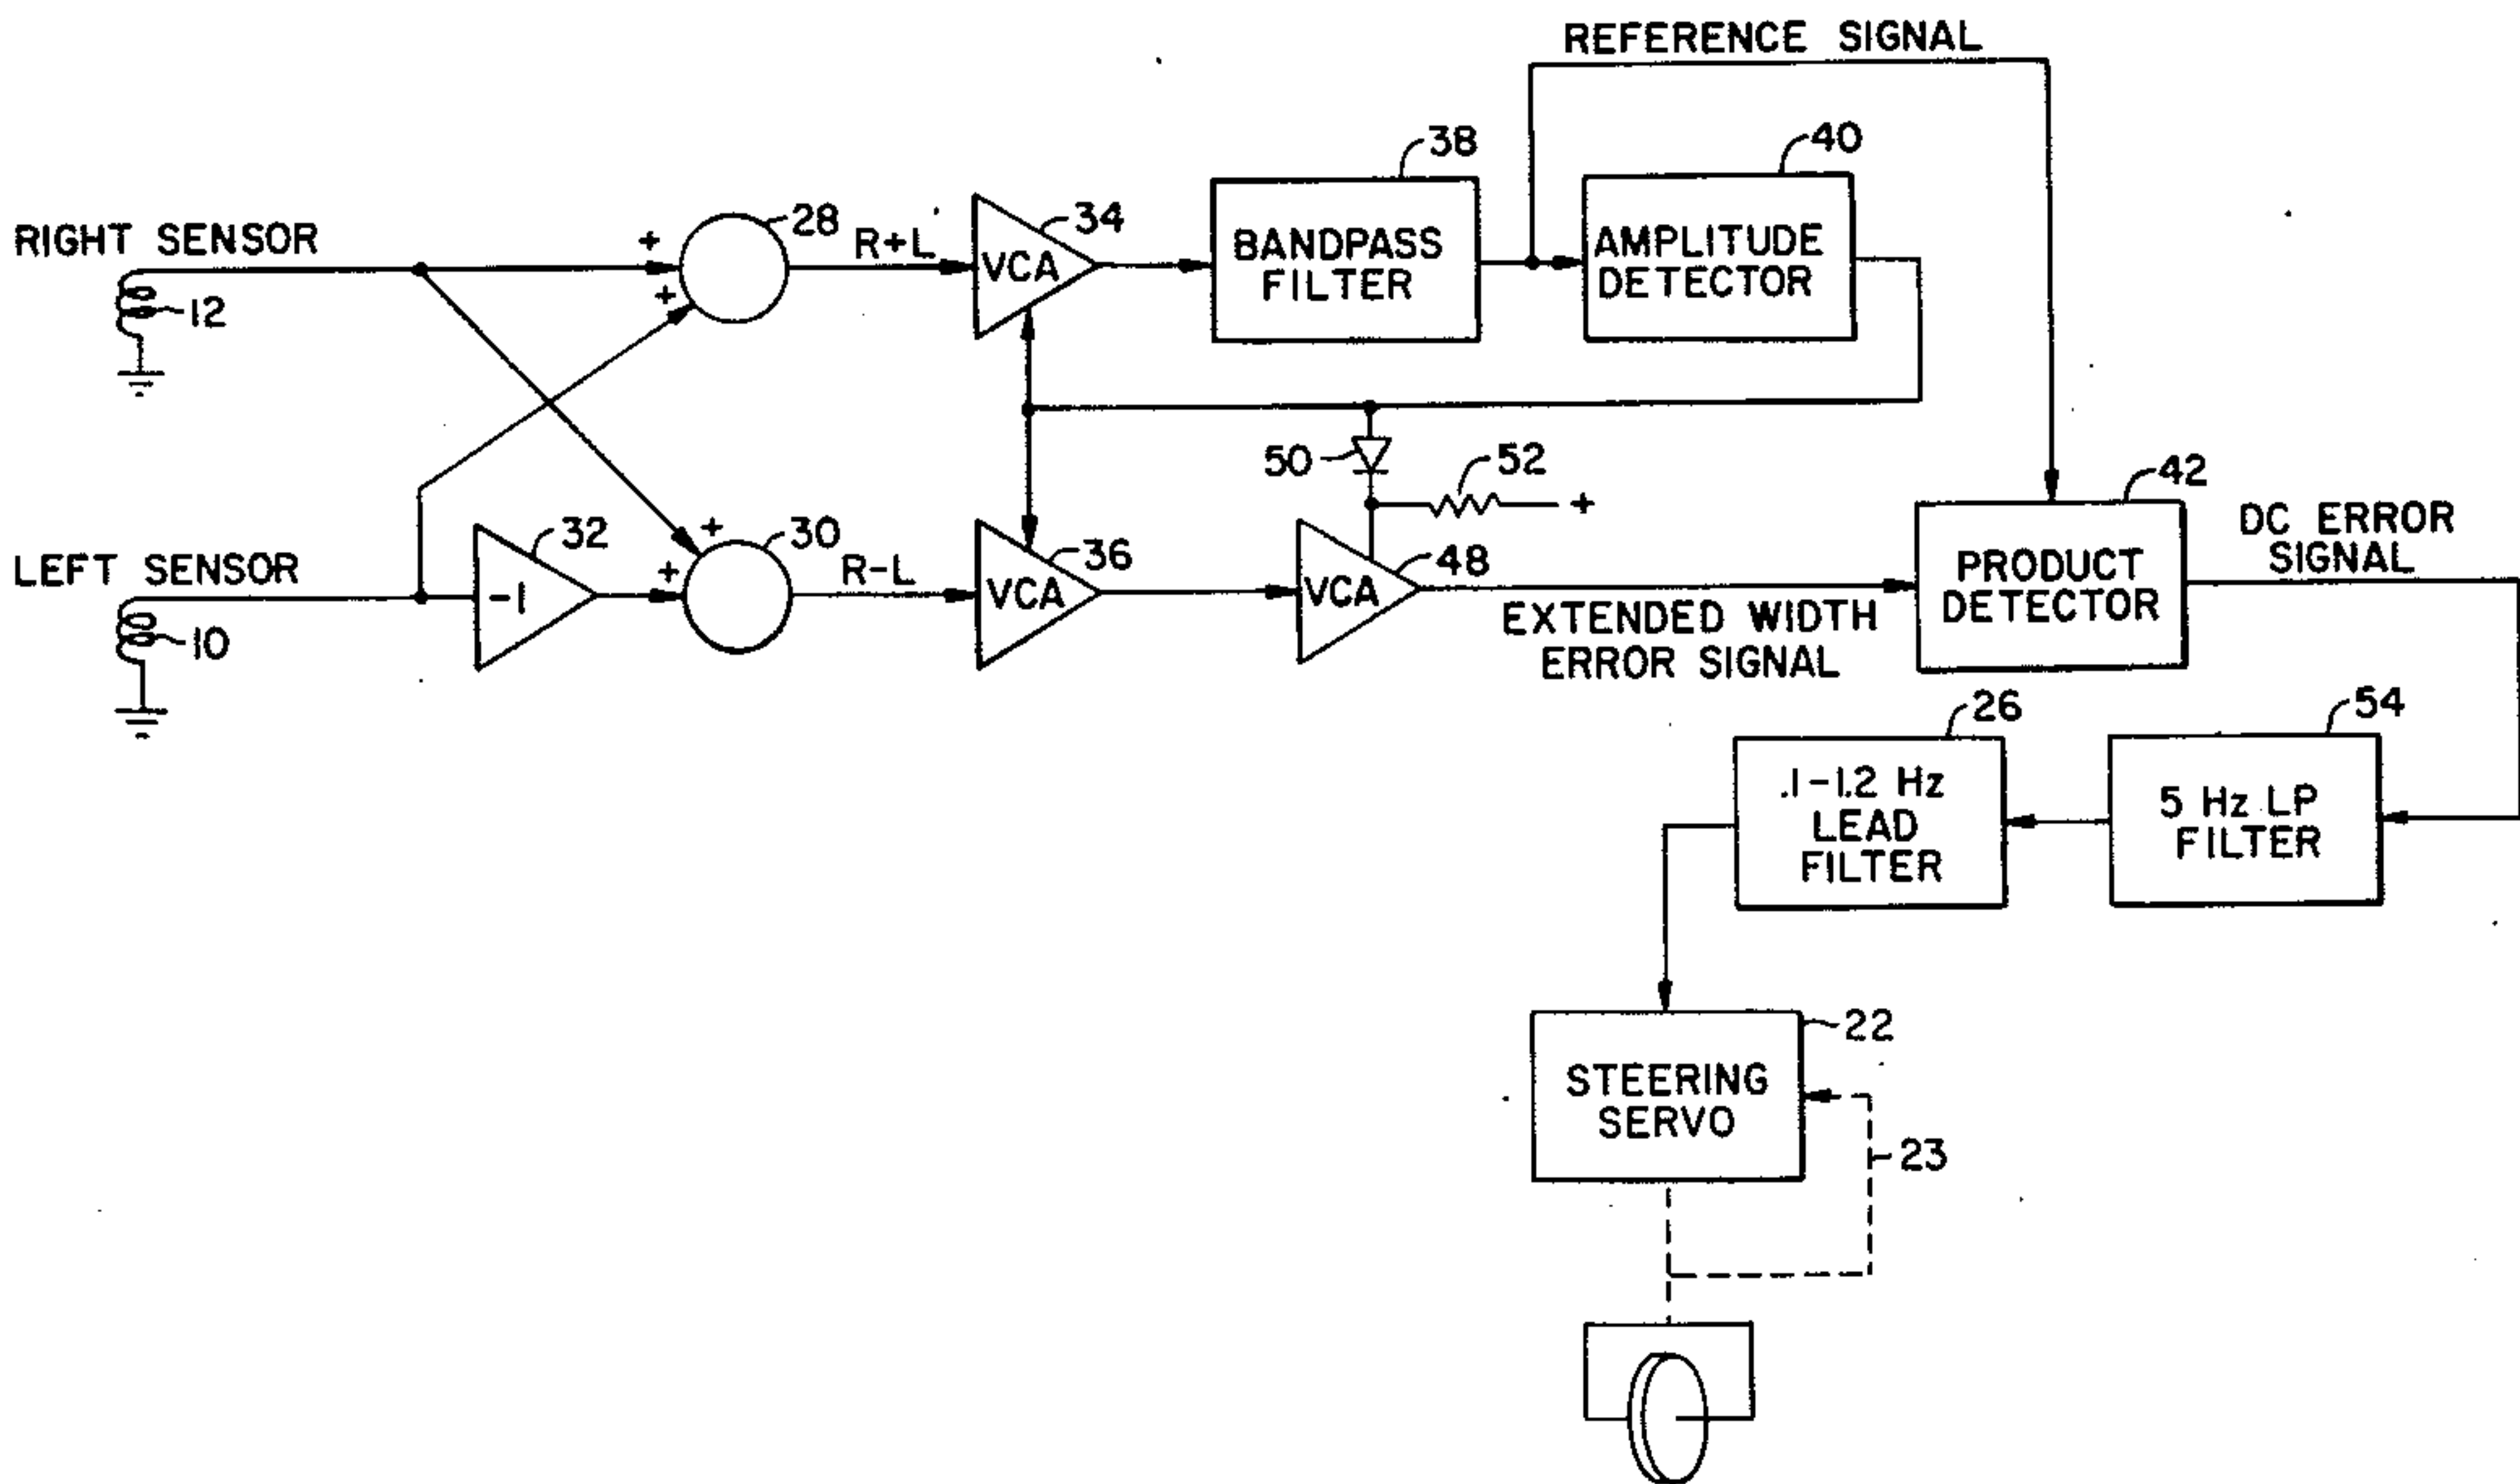 REFERENCE SIGNAL
38
40
RIGHT SENSOR
+
28
R+L
34
VCA
BANDPASS
FILTER
AMPLITUDE
DETECTOR
+
12
50
52
+
42
LEFT SENSOR
32
-1
+
+
30
R-L
36
VCA
48
VCA
EXTENDED WIDTH
ERROR SIGNAL
PRODUCT
DETECTOR
DC ERROR
SIGNAL
10
26
54
.1-1.2 Hz
LEAD
FILTER
5 Hz LP
FILTER
22
STEERING
SERVO
23